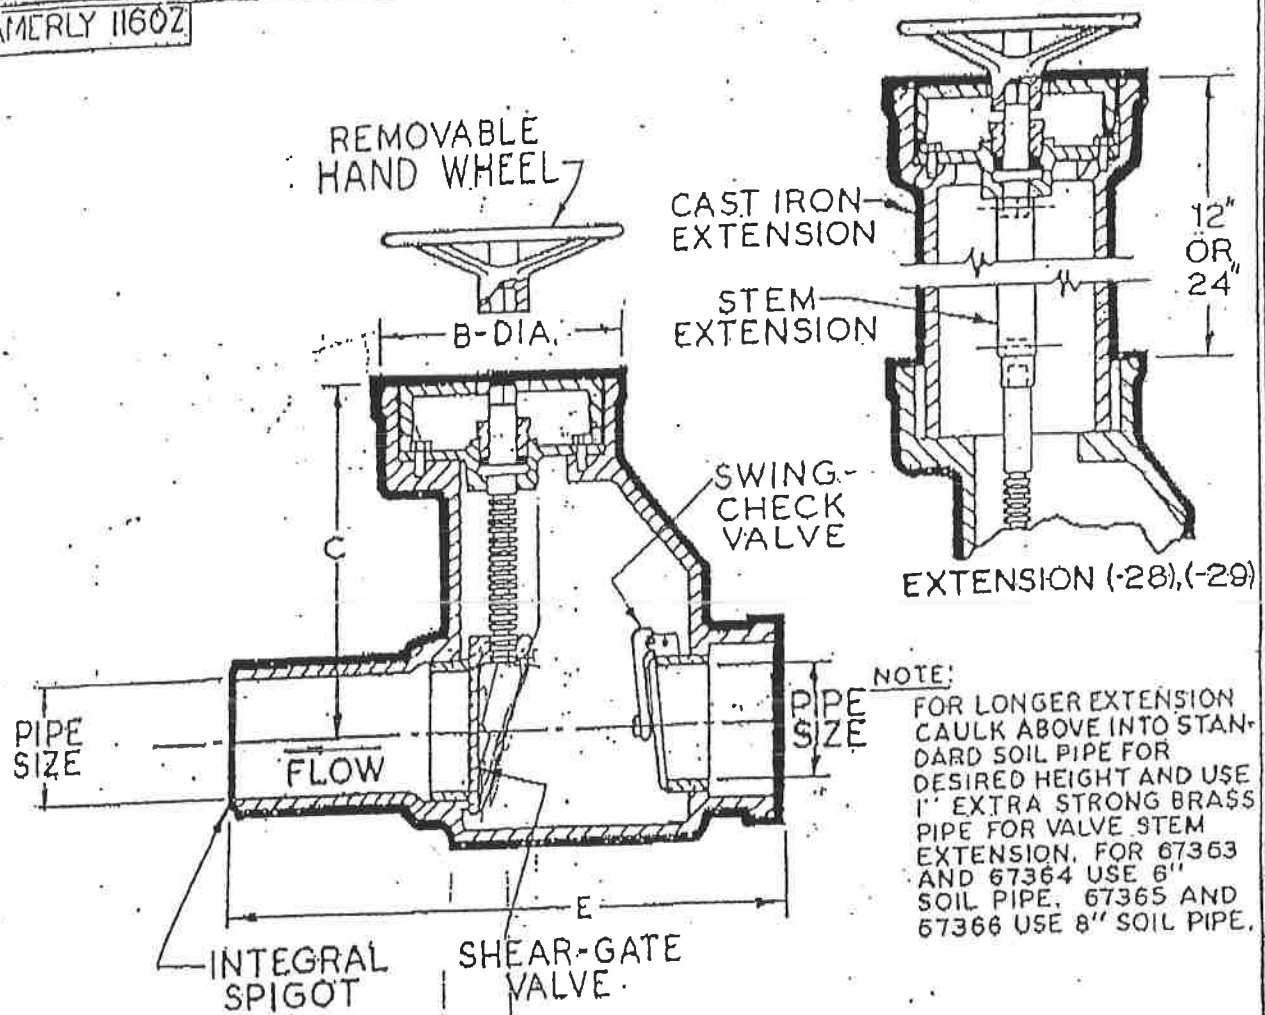 AMERLY 1160Z
REMOVABLE
HAND WHEEL
B-DIA.
C
SWING-
CHECK
VALVE
PIPE
SIZE
FLOW
PIPE
SIZE
E
INTEGRAL
SPIGOT
SHEAR-GATE
VALVE
CAST IRON
EXTENSION
STEM
EXTENSION
12"
OR
24"
EXTENSION (-28),(-29)
NOTE:
FOR LONGER EXTENSION
CAULK ABOVE INTO STAN-
DARD SOIL PIPE FOR
DESIRED HEIGHT AND USE
1" EXTRA STRONG BRASS
PIPE FOR VALVE STEM
EXTENSION. FOR 67363
AND 67364 USE 6"
SOIL PIPE. 67365 AND
67366 USE 8" SOIL PIPE.